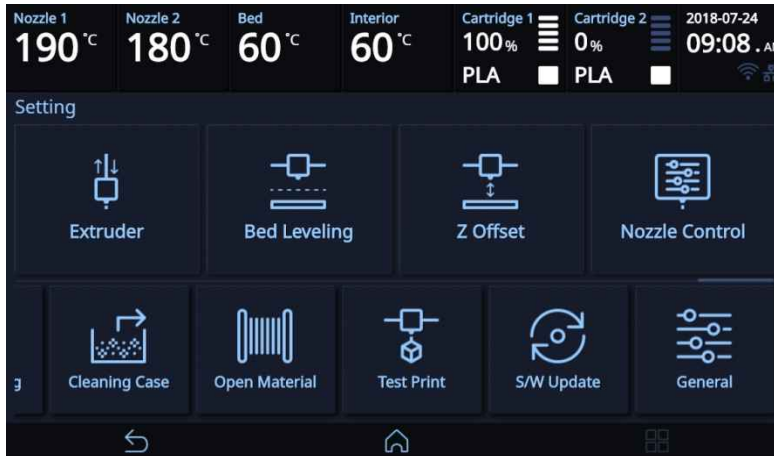 Nozzle 1 Nozzle 2 Bed Interior Cartridge 1 Cartridge 2 2018-07-24
190 °C 180 °C 60 °C 60 °C 100 % 0 % 09:08 .
PLA PLA
Setting
Extruder Bed Leveling Z Offset Nozzle Control
g Cleaning Case Open Material Test Print S/W Update General